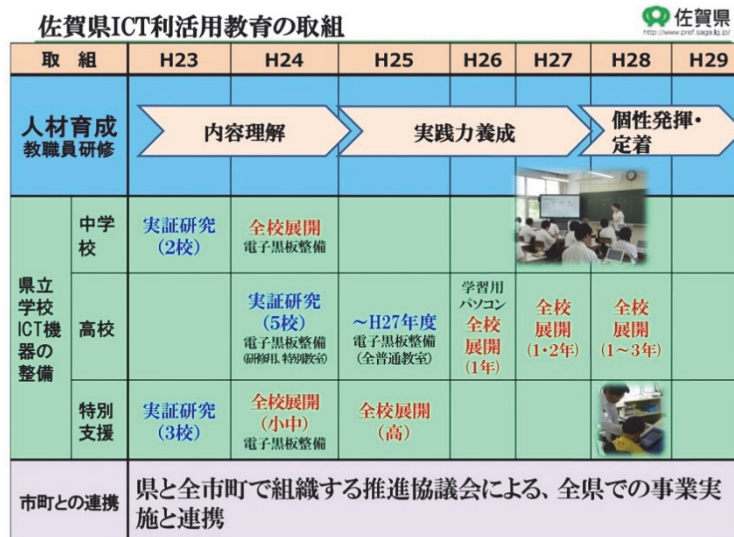 佐賀県ICT利活用教育の取組
佐賀県
http://www.pref.saga.lg.jp/
取 組
H23
H24
H25
H26
H27
H28
H29
人材育成
教職員研修
内容理解
実践力養成
個性発揮・
定着
県立
学校
ICT機
器の
整備
中学
校
実証研究
(2校)
全校展開
電子黒板整備
高校
実証研究
(5校)
電子黒板整備
(研修用、特別教室)
～H27年度
電子黒板整備
(全普通教室)
学習用
パソコン
全校
展開
(1年)
全校
展開
(1・2年)
全校
展開
(1～3年)
特別
支援
実証研究
(3校)
全校展開
(小中)
電子黒板整備
全校展開
(高)
市町との連携
県と全市町で組織する推進協議会による、全県での事業実
施と連携